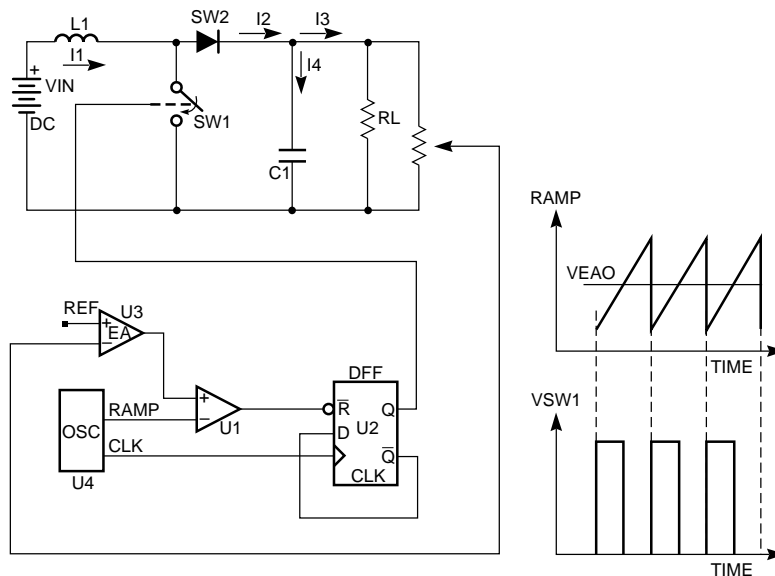 L1
SW2
I2
I3
I1
I4
+
VIN
DC
SW1
RL
C1
RAMP
VEAO
TIME
REF
U3
+
EA
−
DFF
RAMP
+
−
U1
R̅
Q
D
U2
OSC
CLK
Q̅
CLK
U4
VSW1
TIME